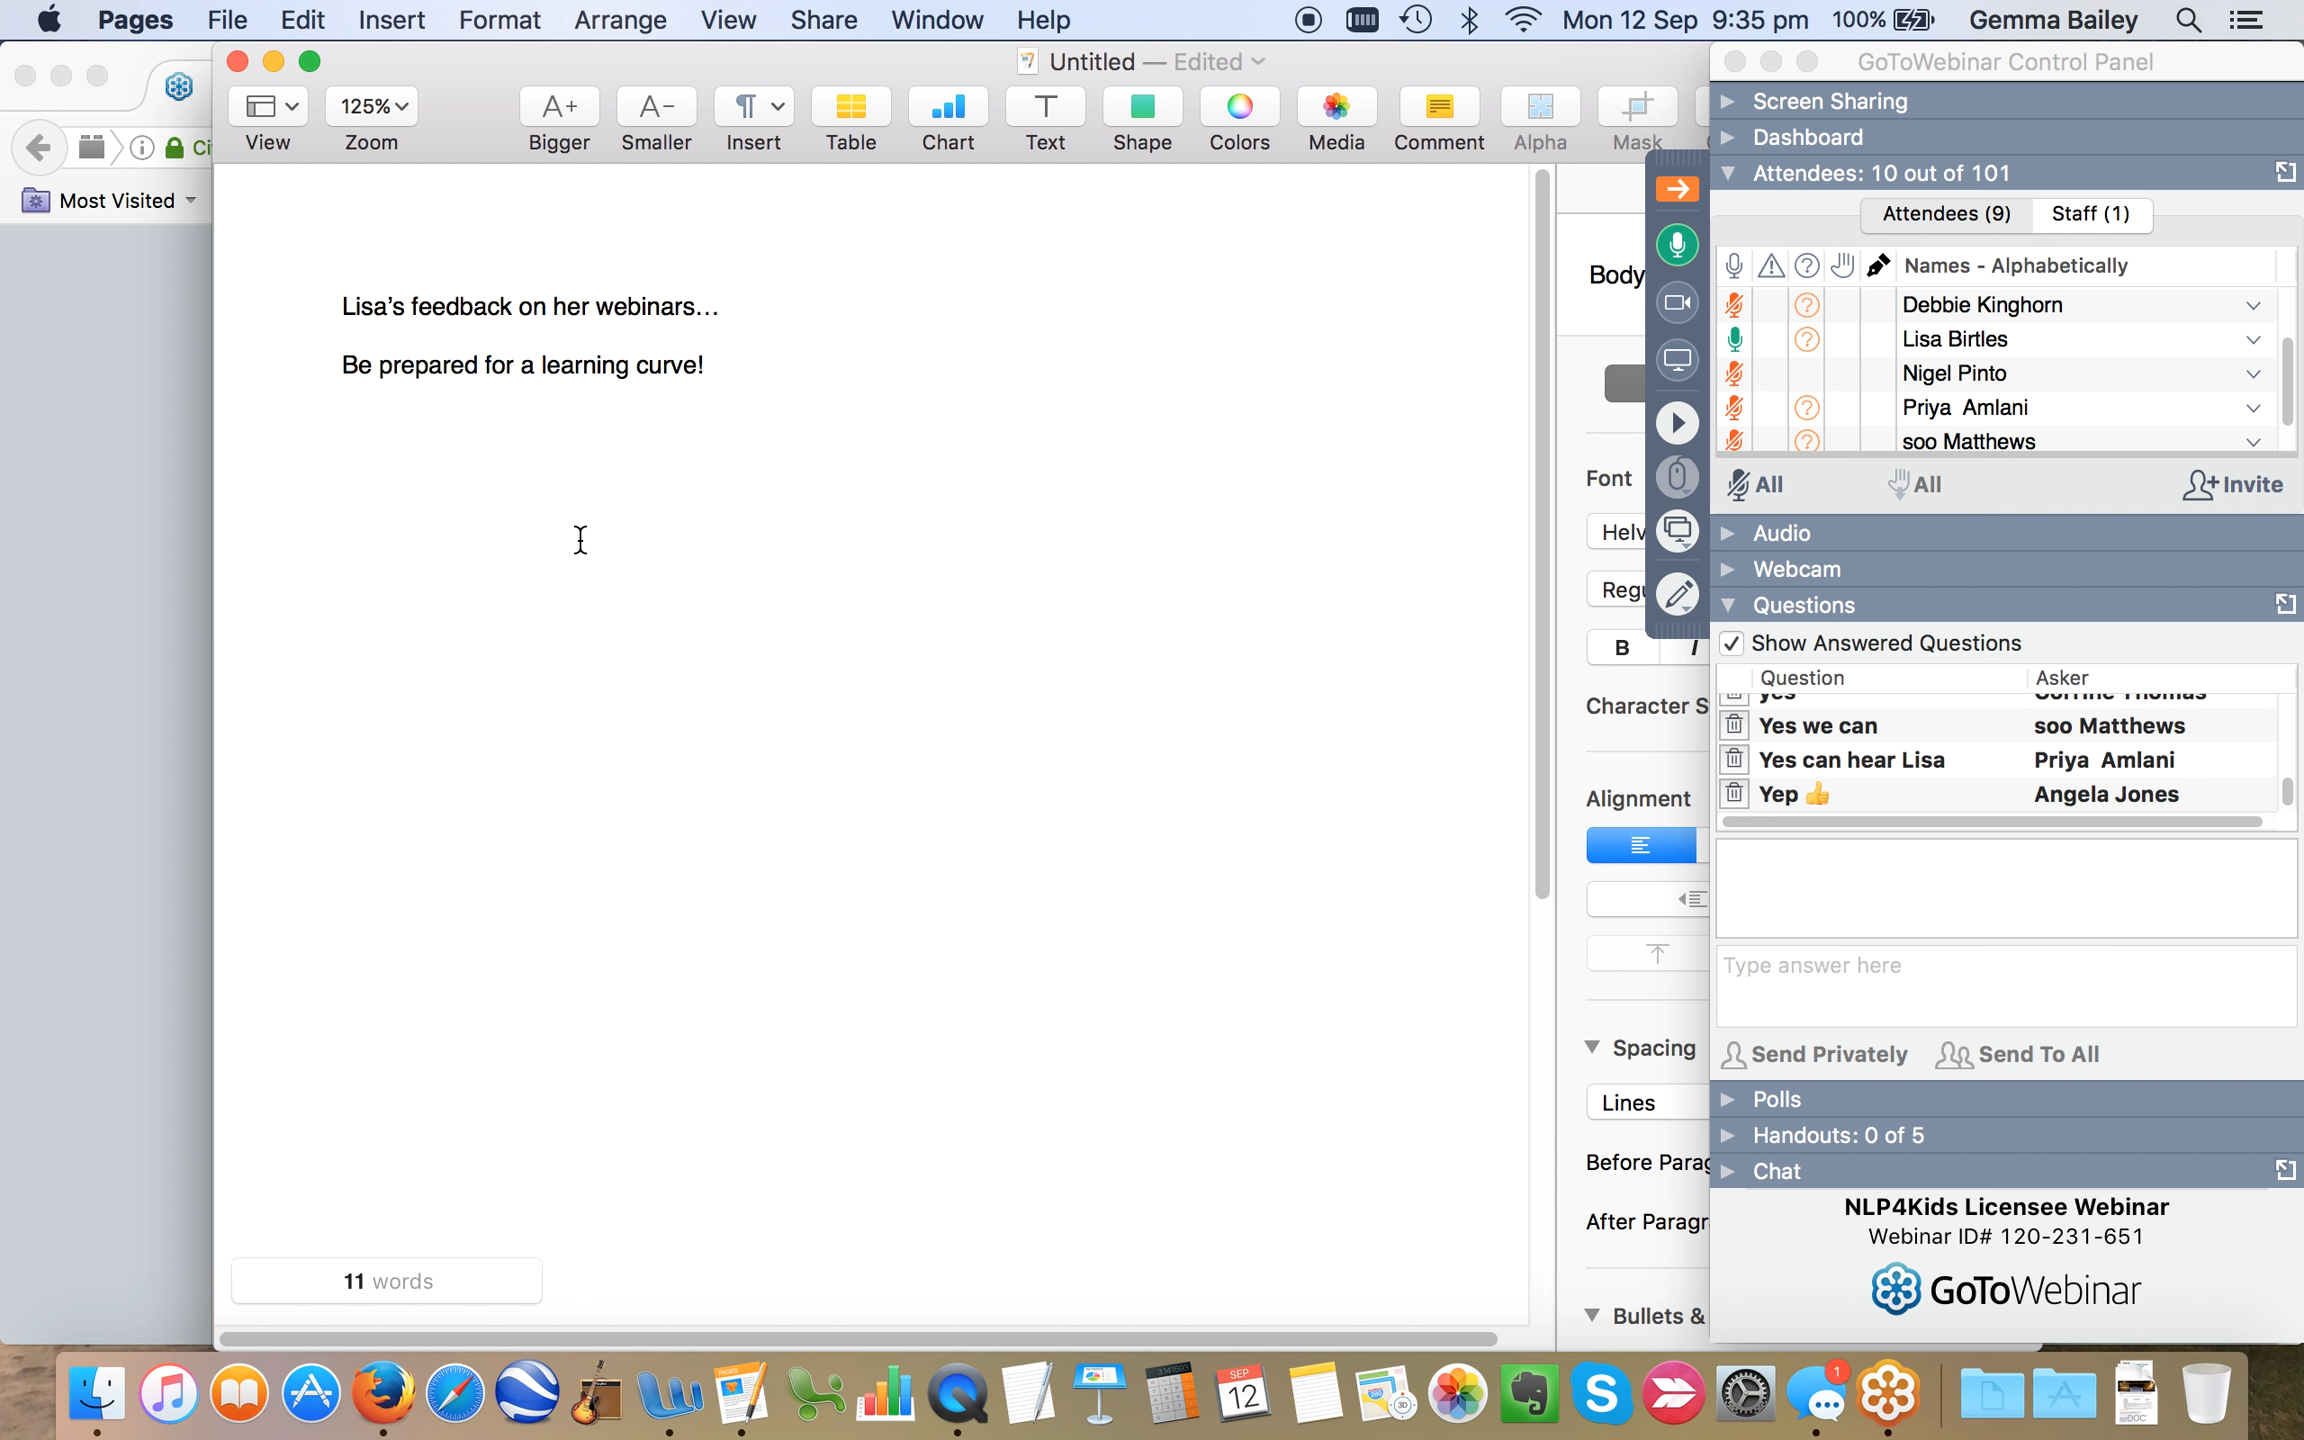 Pages File Edit Insert Format Arrange View Share Window Help
Mon 12 Sep 9:35 pm 100% Gemma Bailey
Untitled — Edited
125%
View Zoom Bigger Smaller Insert Table Chart Text Shape Colors Media Comment Alpha Mask
Most Visited
Lisa’s feedback on her webinars…
Be prepared for a learning curve!
11 words
Body
Font
B I
Character S
Alignment
Spacing
Lines
Before Parag
After Paragr
Bullets &
GoToWebinar Control Panel
Screen Sharing
Dashboard
Attendees: 10 out of 101
Attendees (9) Staff (1)
Names - Alphabetically
Debbie Kinghorn
Lisa Birtles
Nigel Pinto
Priya Amlani
soo Matthews
All All Invite
Audio
Webcam
Questions
Show Answered Questions
Question Asker
yes
Yes we can soo Matthews
Yes can hear Lisa Priya Amlani
Yep 👍 Angela Jones
Type answer here
Send Privately Send To All
Polls
Handouts: 0 of 5
Chat
NLP4Kids Licensee Webinar
Webinar ID# 120-231-651
GoToWebinar
SEP
12
1